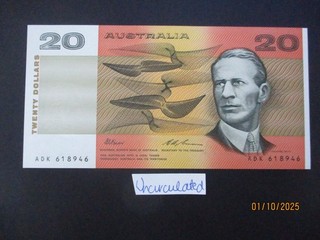 20 AUSTRALIA 20
TWENTY DOLLARS
ADK 618946
ADK 618946
Uncirculated
01/10/2025